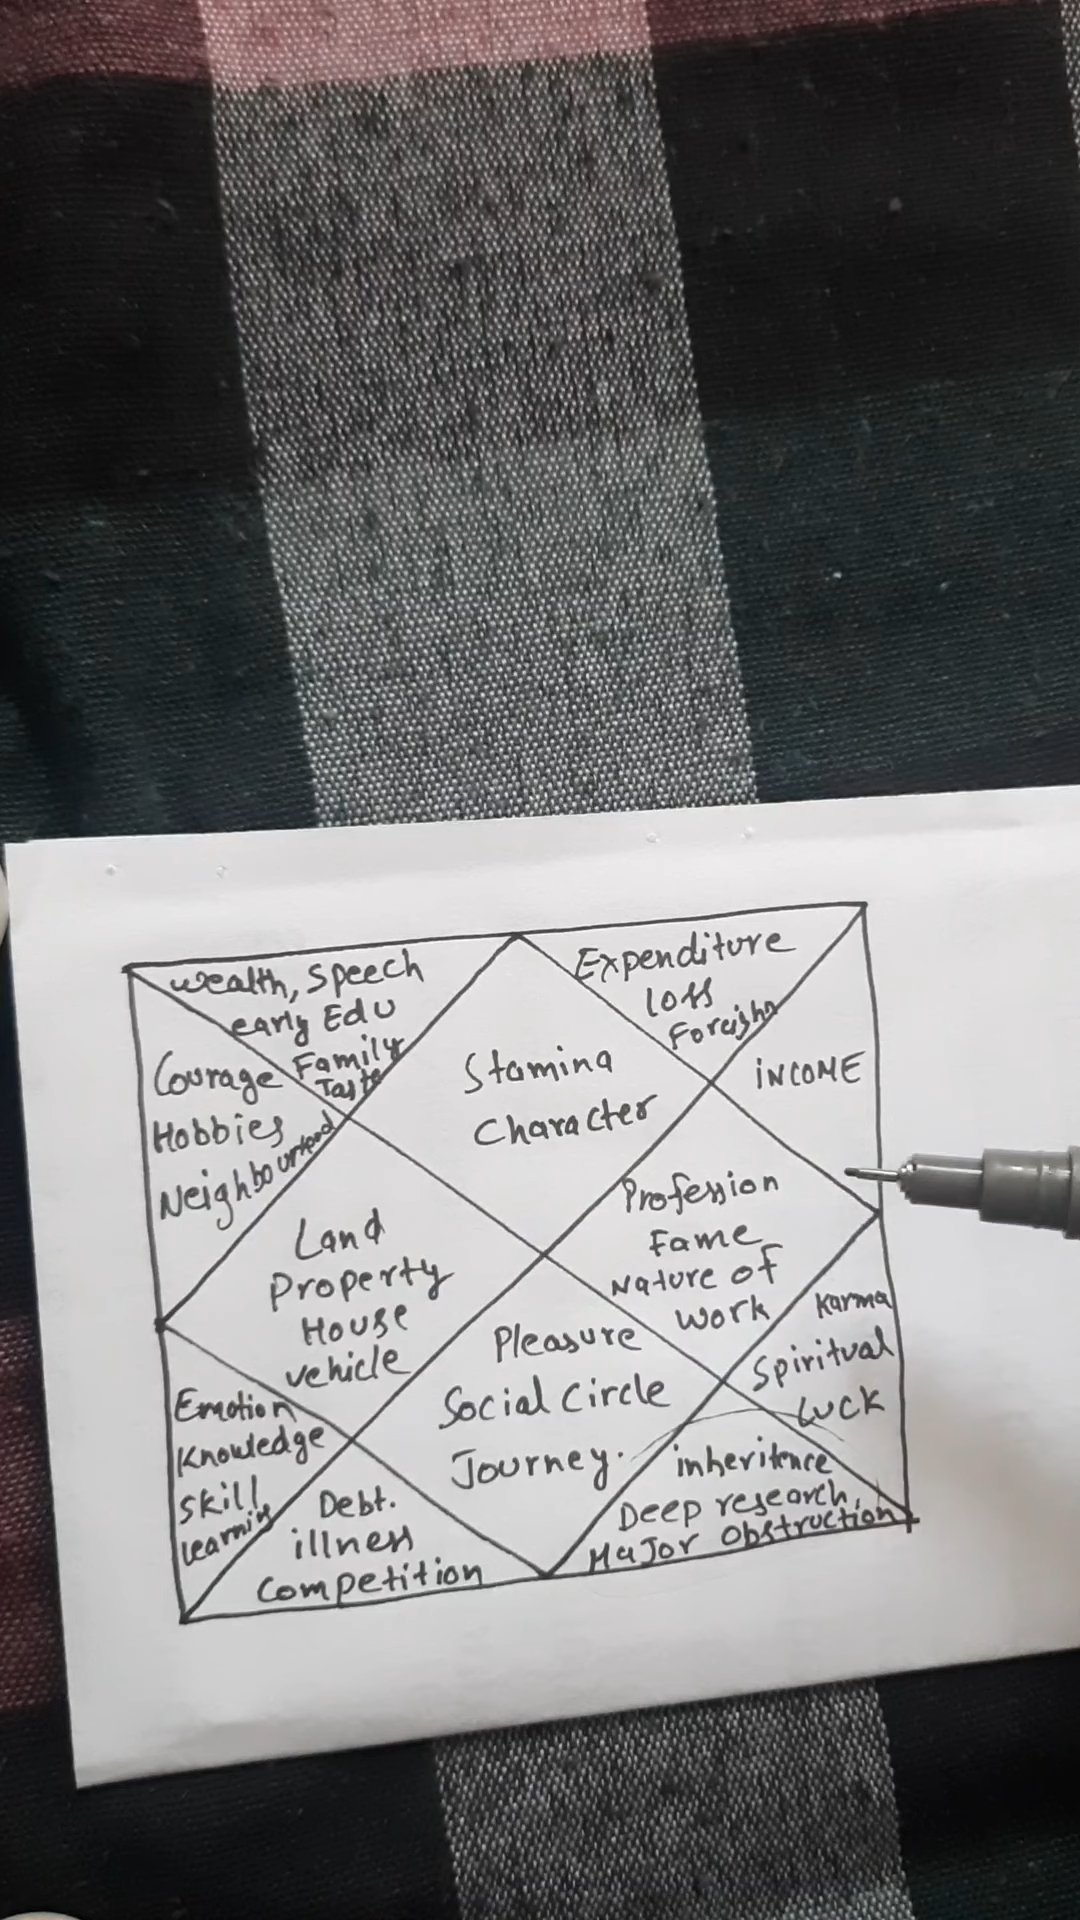 Wealth, Speech
early Edu
Family
Taste
Expenditure
loss
Foreighn
Courage
Hobbies
Neighbourhood
Stamina
Character
INCOME
Land
Property
House
vehicle
Profession
Fame
Nature of
work
Pleasure
Social Circle
Journey.
Karma
Spiritual
LUCK
Emotion
Knowledge
Skill
Learning
Debt.
illness
Competition
inheritence
Deep research,
Major Obstruction